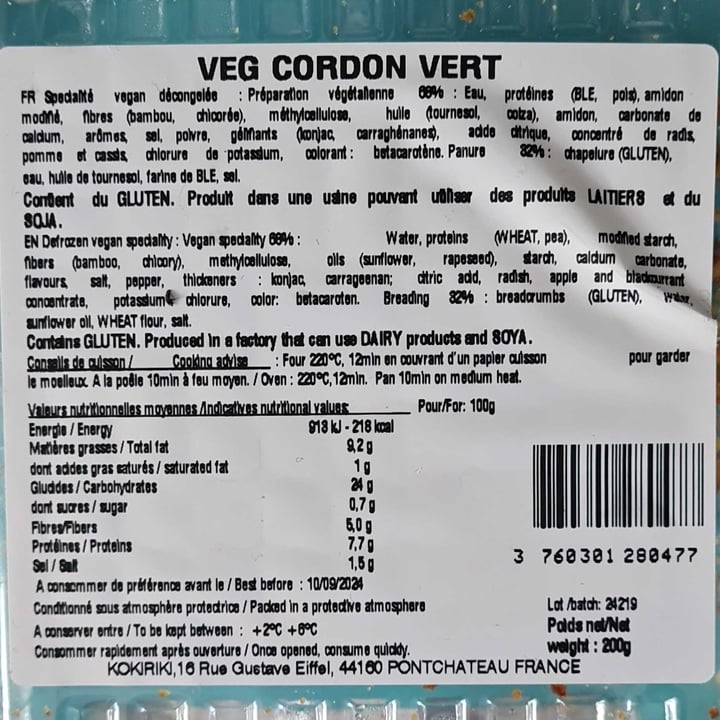 VEG CORDON VERT
FR Spécialité vegan décongelée : Préparation végétalienne 68% : Eau, protéines (BLE, pois), amidon
modifié, fibres (bambou, chicorée), méthylcellulose, huile (tournesol, colza), amidon, carbonate de
calcium, arômes, sel, poivre, gélifiants (konjac, carraghénanes), acide citrique, concentré de radis,
pomme et cassis, chlorure de potassium, colorant : betacarotène. Panure 32% : chapelure (GLUTEN),
eau, huile de tournesol, farine de BLE, sel.
Contient du GLUTEN. Produit dans une usine pouvant utiliser des produits LAITIERS et du
SOJA.
EN Defrozen vegan speciality : Vegan speciality 68% : Water, proteins (WHEAT, pea), modified starch,
fibers (bamboo, chicory), methylcellulose, oils (sunflower, rapeseed), starch, calcium carbonate,
flavours, salt, pepper, thickeners : konjac, carrageenan; citric acid, radish, apple and blackcurrant
concentrate, potassium chlorure, color: betacaroten. Breading 32% : breadcrumbs (GLUTEN), water,
sunflower oil, WHEAT flour, salt.
Contains GLUTEN. Produced in a factory that can use DAIRY products and SOYA.
Conseils de cuisson / Cooking advise : Four 220°C, 12min en couvrant d'un papier cuisson pour garder
le moelleux. A la poêle 10min à feu moyen. / Oven : 220°C,12min. Pan 10min on medium heat.
Valeurs nutritionnelles moyennes /Indicatives nutritional values Pour/For: 100g
Energie / Energy 913 kJ - 218 kcal
Matières grasses / Total fat 9,2 g
dont acides gras saturés / saturated fat 1 g
Glucides / Carbohydrates 24 g
dont sucres / sugar 0,7 g
Fibres/Fibers 5,0 g
Protéines / Proteins 7,7 g
Sel / Salt 1,5 g
A consommer de préférence avant le / Best before : 10/09/2024
Conditionné sous atmosphère protectrice / Packed in a protective atmosphere
A conserver entre / To be kept between : +2°C +6°C
Consommer rapidement après ouverture / Once opened, consume quickly.
KOKIRIKI,16 Rue Gustave Eiffel, 44160 PONTCHATEAU FRANCE
3 760301 280477
Lot /batch: 24219
Poids net/Net
weight : 200g